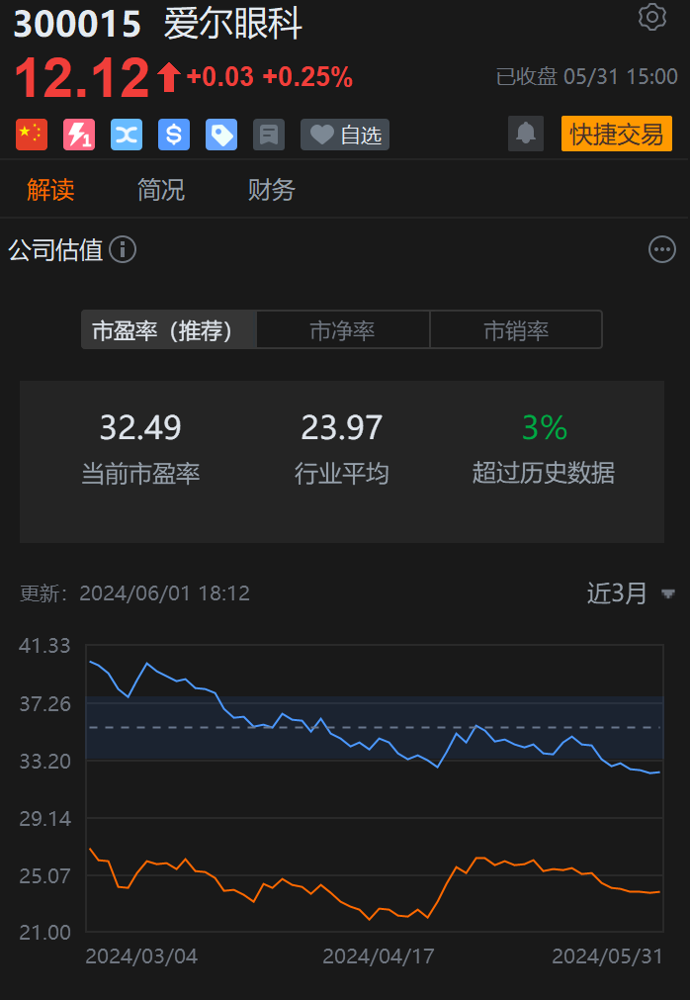 300015 爱尔眼科
12.12 +0.03 +0.25% 已收盘 05/31 15:00
1 $ 自选 快捷交易
解读 简况 财务
公司估值
市盈率（推荐） 市净率 市销率
32.49 23.97 3%
当前市盈率 行业平均 超过历史数据
更新：2024/06/01 18:12 近3月
41.33
37.26
33.20
29.14
25.07
21.00
2024/03/04 2024/04/17 2024/05/31